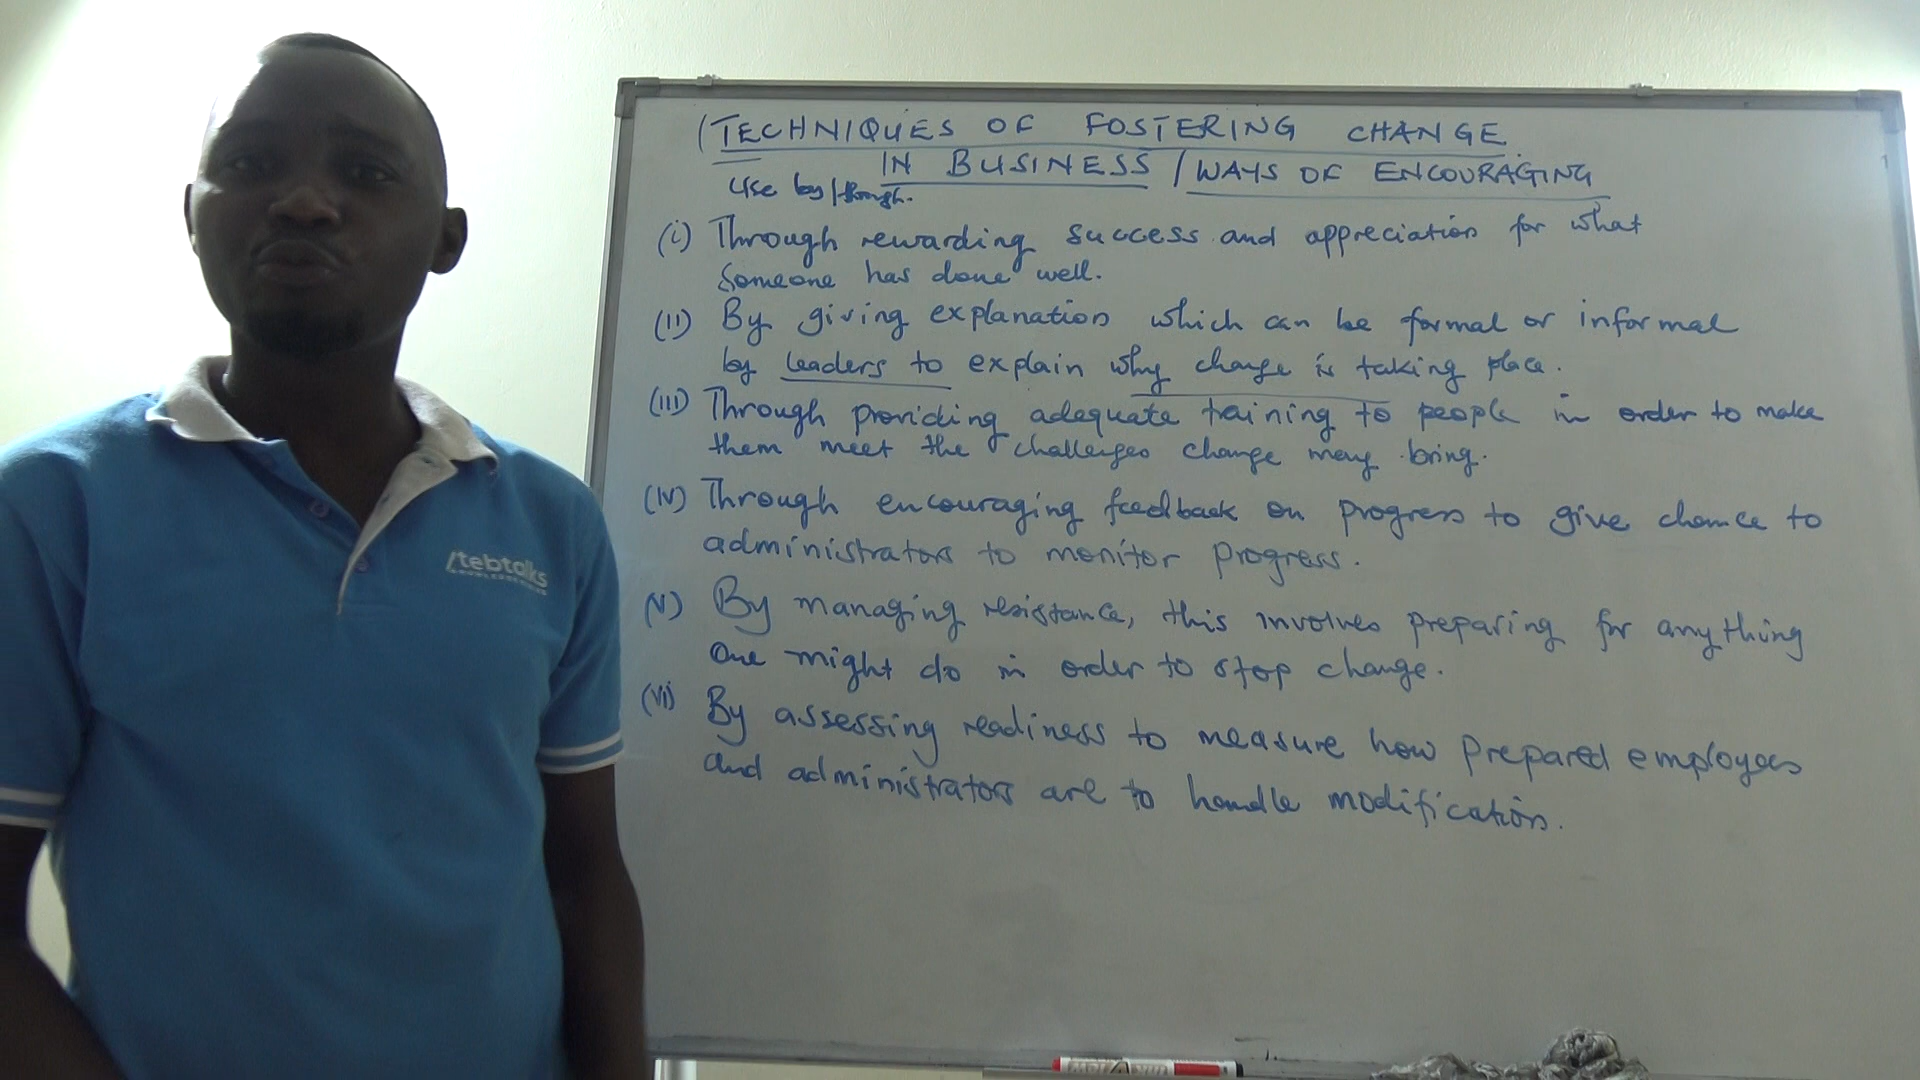 TECHNIQUES OF FOSTERING CHANGE
IN BUSINESS / WAYS OF ENCOURAGING
Use by/through.
(i) Through rewarding success and appreciation for what
someone has done well.
(II) By giving explanation which can be formal or informal
by leaders to explain why change is taking place.
(III) Through providing adequate training to people in order to make
them meet the challenges change may bring.
(IV) Through encouraging feedback on progress to give chance to
administrators to monitor progress.
(V) By managing resistance, this involves preparing for anything
one might do in order to stop change.
(VI) By assessing readiness to measure how prepared employees
and administrators are to handle modification.
/tebtalks